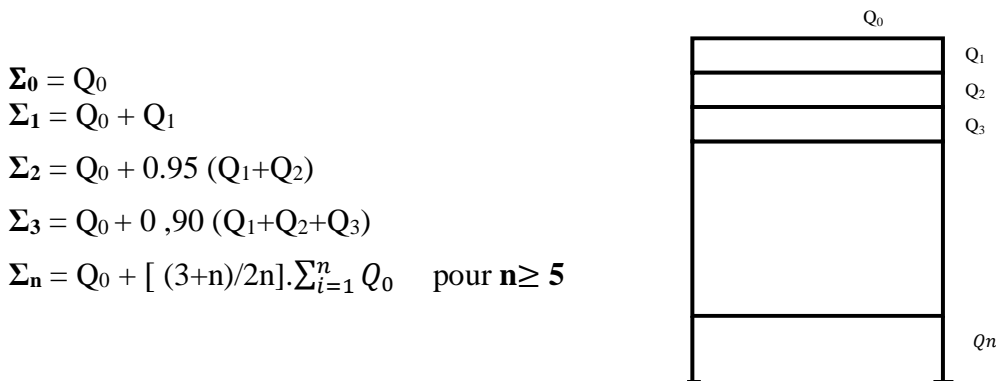 Σ₀ = Q₀
Σ₁ = Q₀ + Q₁
Σ₂ = Q₀ + 0.95 (Q₁+Q₂)
Σ₃ = Q₀ + 0 ,90 (Q₁+Q₂+Q₃)
Σₙ = Q₀ + [ (3+n)/2n].∑ⁿᵢ₌₁ Q₀ pour n≥ 5
Q₀
Q₁
Q₂
Q₃
Qn